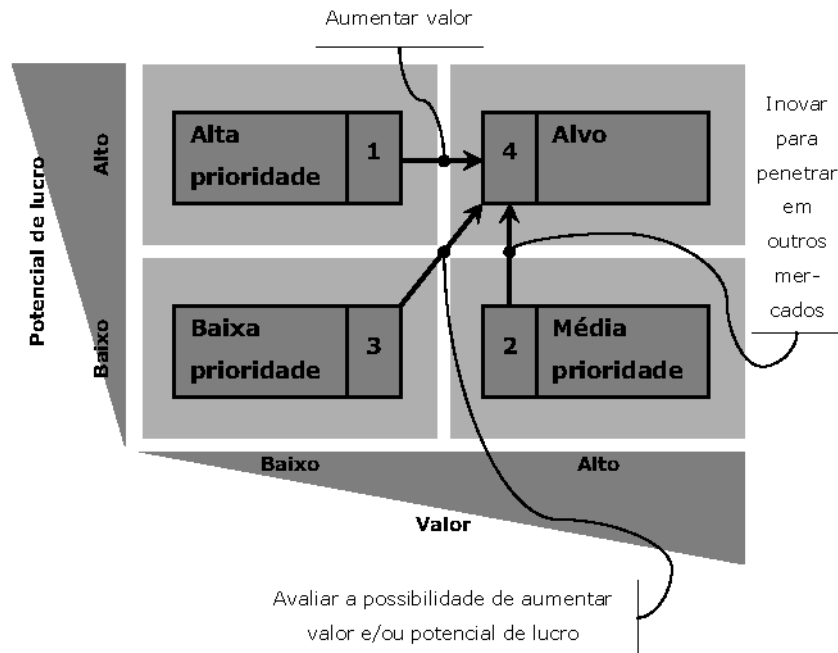 Aumentar valor
Alta
prioridade
1
4
Alvo
Inovar
para
penetrar
em
outros
mer-
cados
Potencial de lucro
Alto
Baixo
Baixa
prioridade
3
2
Média
prioridade
Baixo
Alto
Valor
Avaliar a possibilidade de aumentar
valor e/ou potencial de lucro